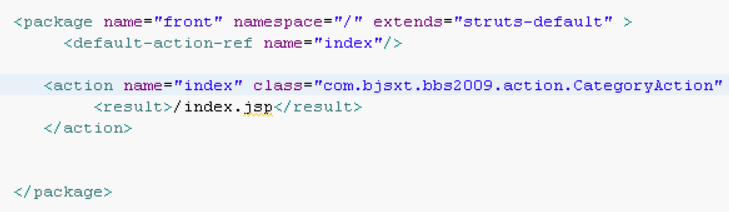 <package name="front" namespace="/" extends="struts-default" >
<default-action-ref name="index"/>
<action name="index" class="com.bjsxt.bbs2009.action.CategoryAction"
<result>/index.jsp</result>
</action>
</package>